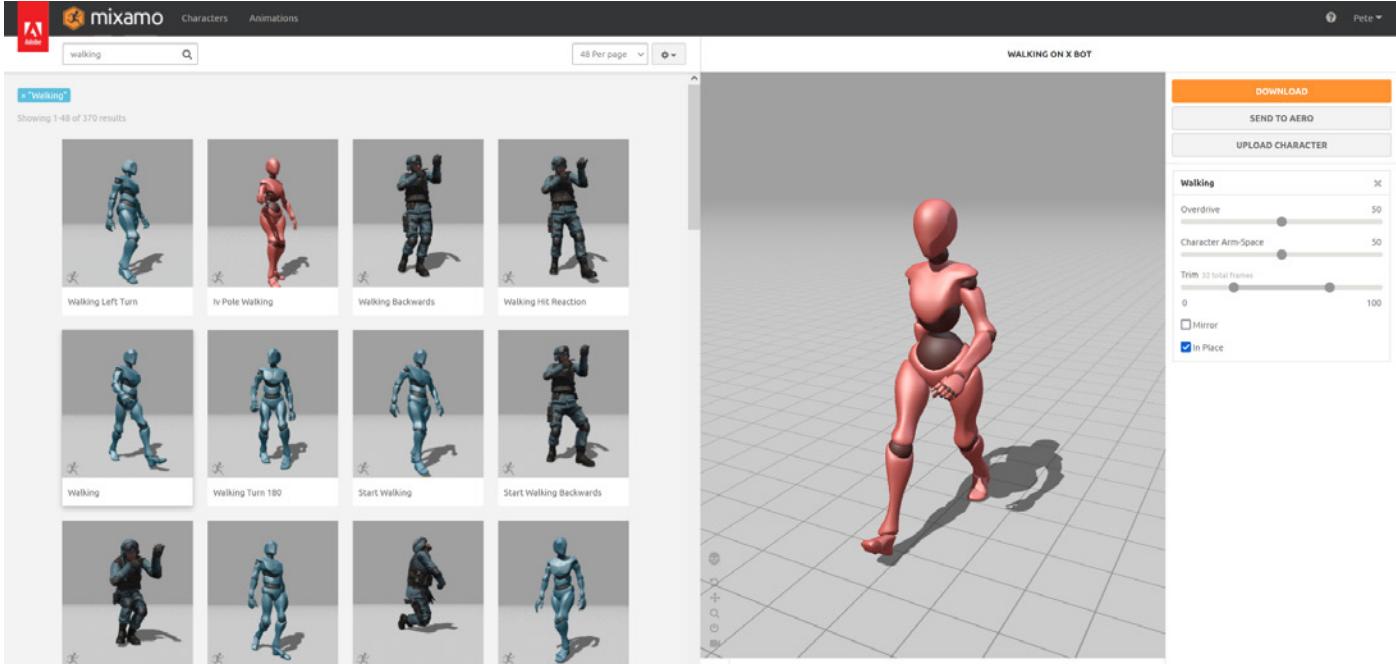 Adobe
mixamo
Characters
Animations
Pete
walking
48 Per page
WALKING ON X BOT
× "Walking"
Showing 1-48 of 370 results
Walking Left Turn
Iv Pole Walking
Walking Backwards
Walking Hit Reaction
Walking
Walking Turn 180
Start Walking
Start Walking Backwards
DOWNLOAD
SEND TO AERO
UPLOAD CHARACTER
Walking
Overdrive 50
Character Arm-Space 50
Trim 32 total frames
0 100
Mirror
In Place